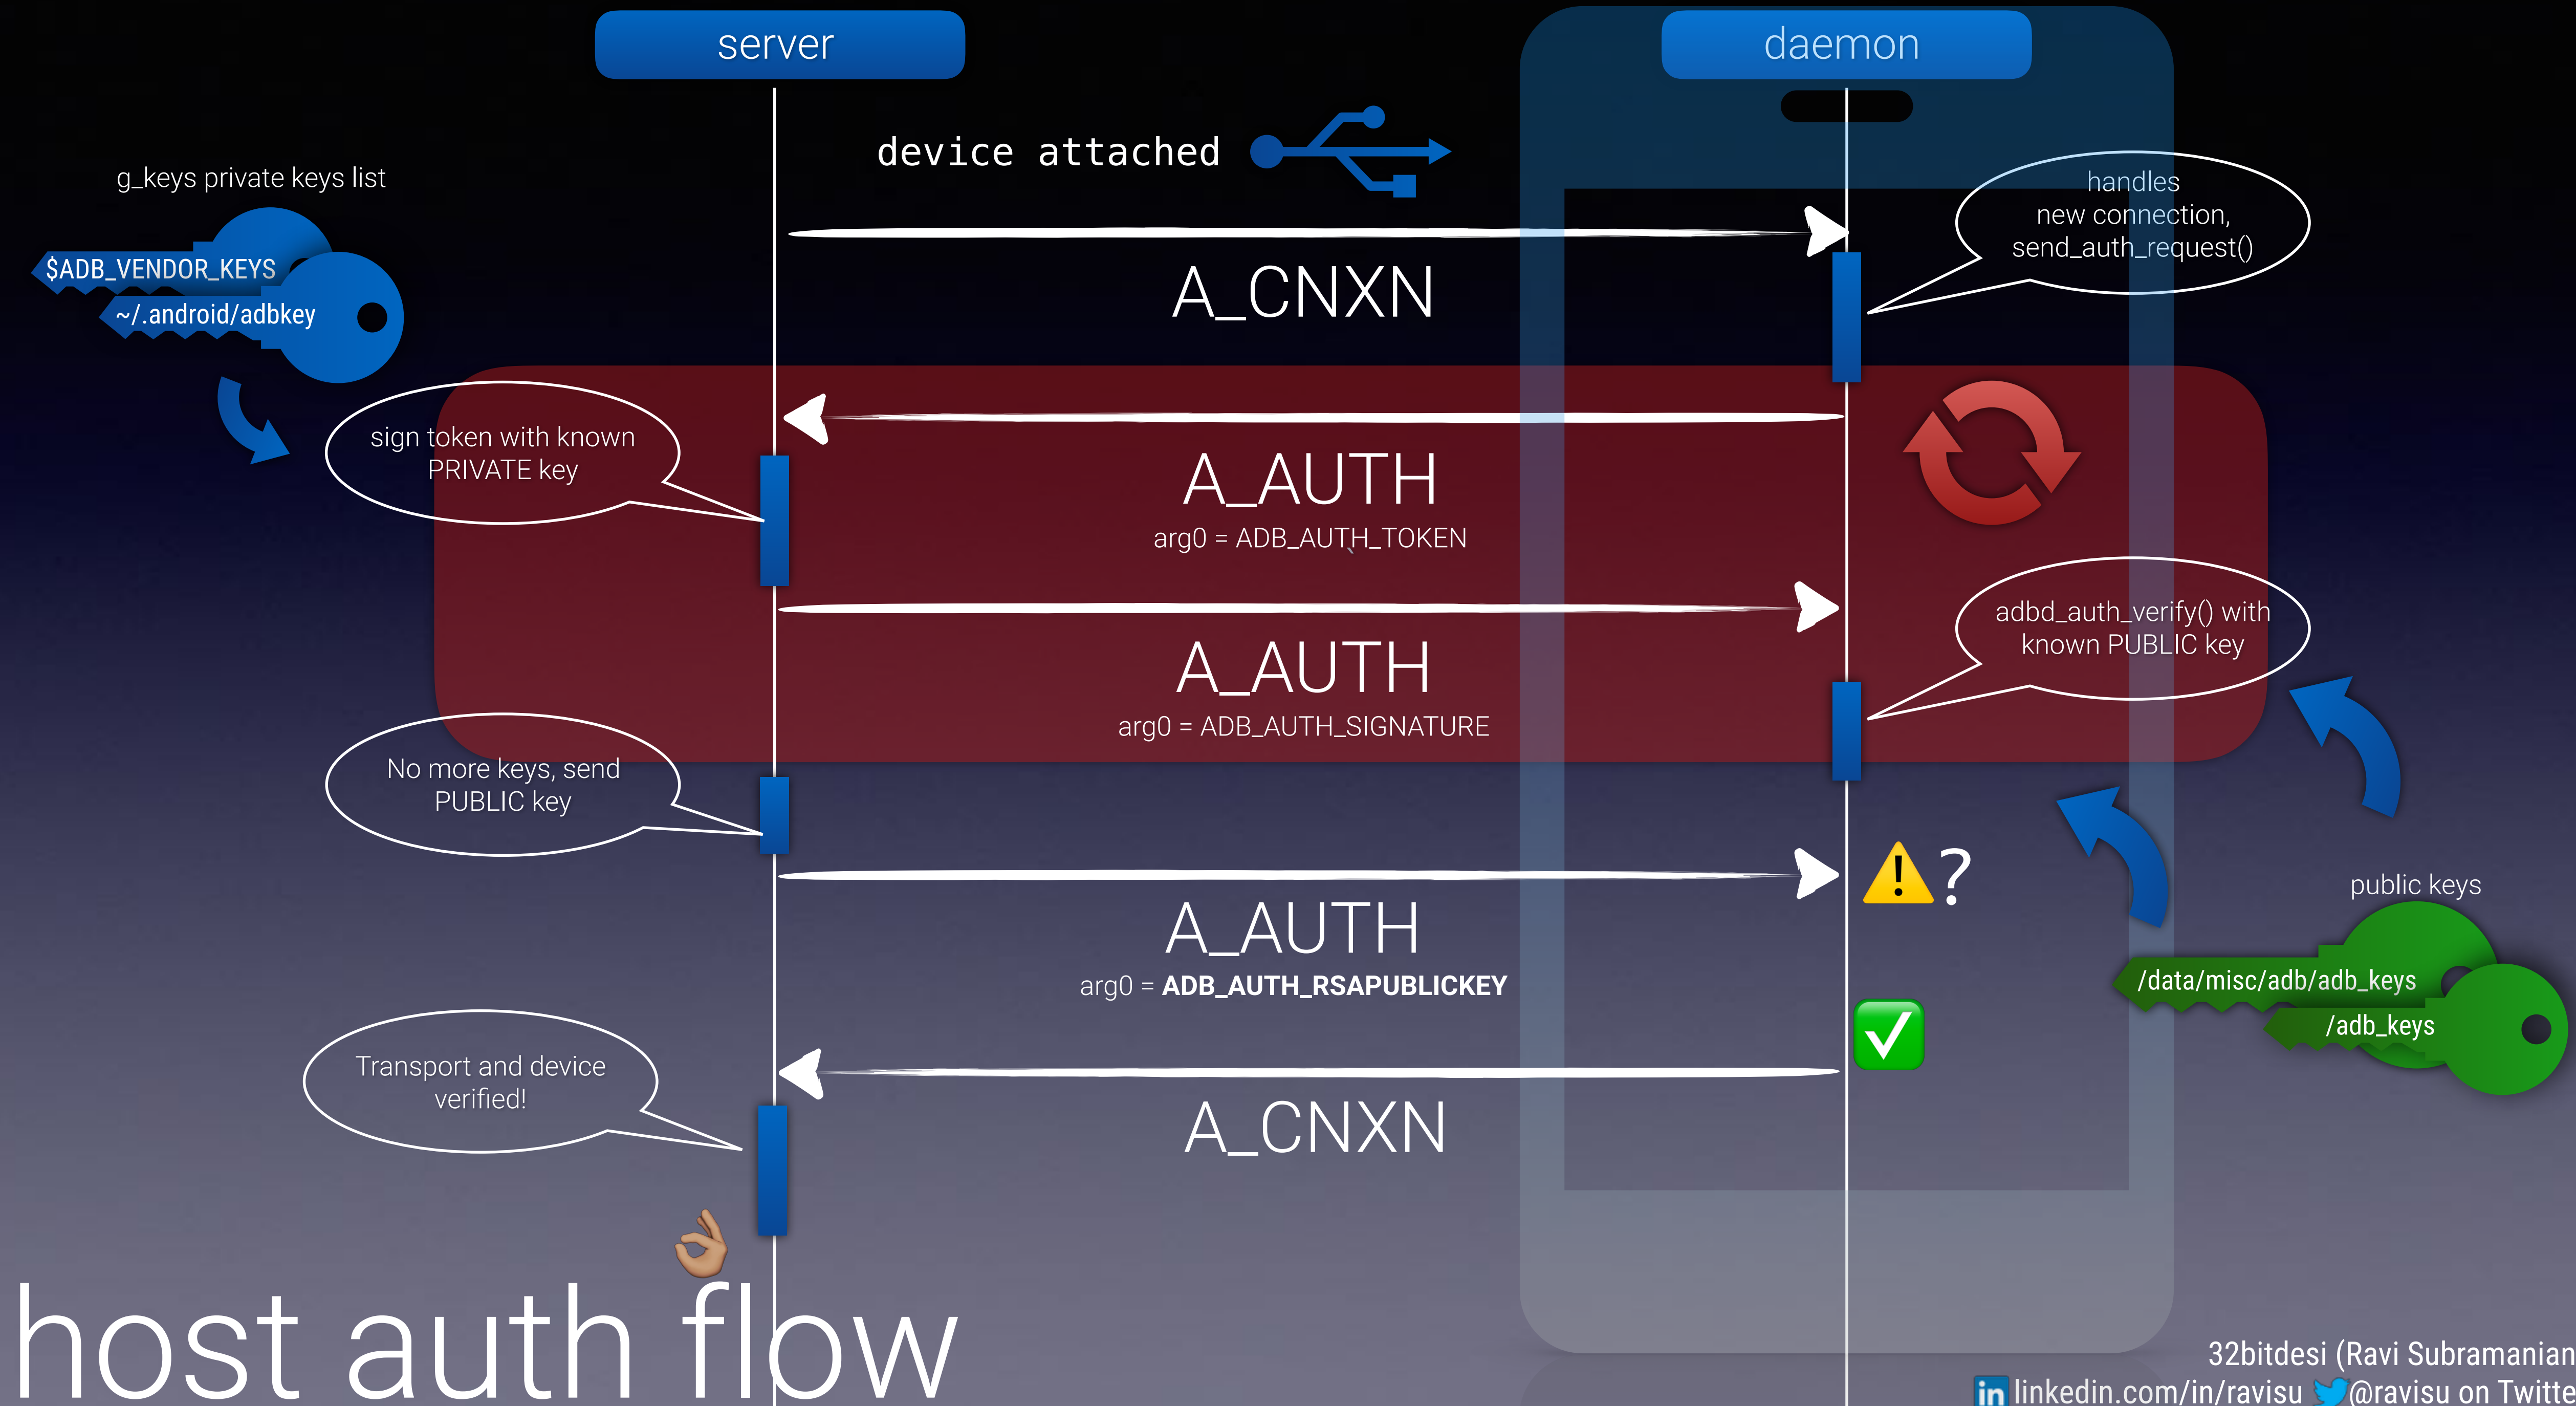 server
daemon
device attached
g_keys private keys list
$ADB_VENDOR_KEYS
~/.android/adbkey
handles
new connection,
send_auth_request()
A_CNXN
sign token with known
PRIVATE key
A_AUTH
arg0 = ADB_AUTH_TOKEN
`
adbd_auth_verify() with
known PUBLIC key
A_AUTH
arg0 = ADB_AUTH_SIGNATURE
No more keys, send
PUBLIC key
?
A_AUTH
arg0 = ADB_AUTH_RSAPUBLICKEY
public keys
/data/misc/adb/adb_keys
/adb_keys
Transport and device
verified!
A_CNXN
host auth flow
32bitdesi (Ravi Subramanian
in linkedin.com/in/ravisu @ravisu on Twitte